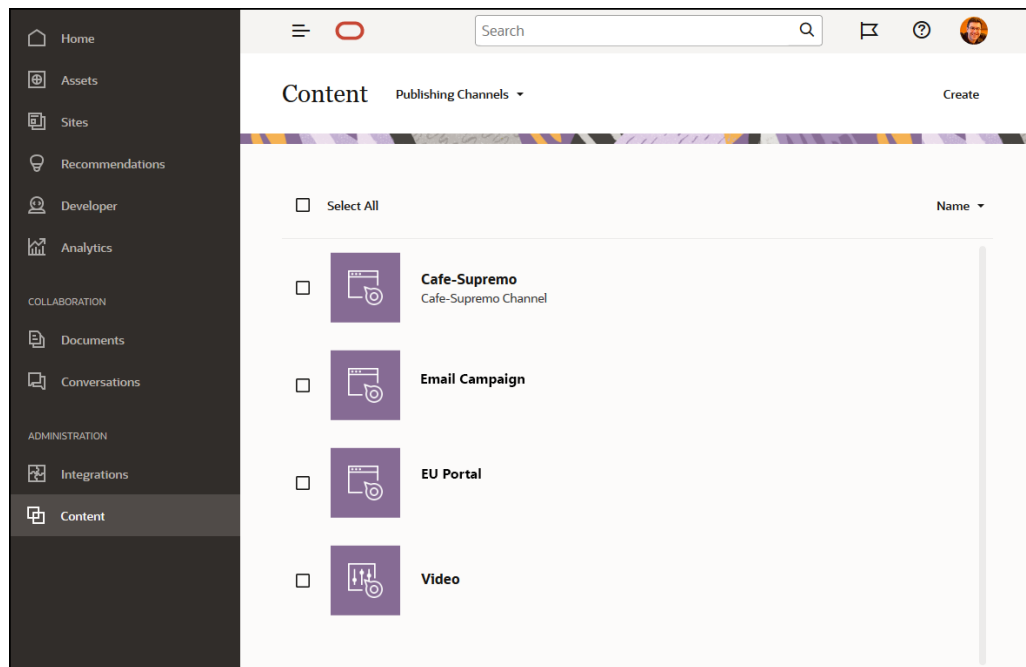 Home
Assets
Sites
Recommendations
Developer
Analytics
COLLABORATION
Documents
Conversations
ADMINISTRATION
Integrations
Content
Search
Content
Publishing Channels
Create
Select All
Name
Cafe-Supremo
Cafe-Supremo Channel
Email Campaign
EU Portal
Video